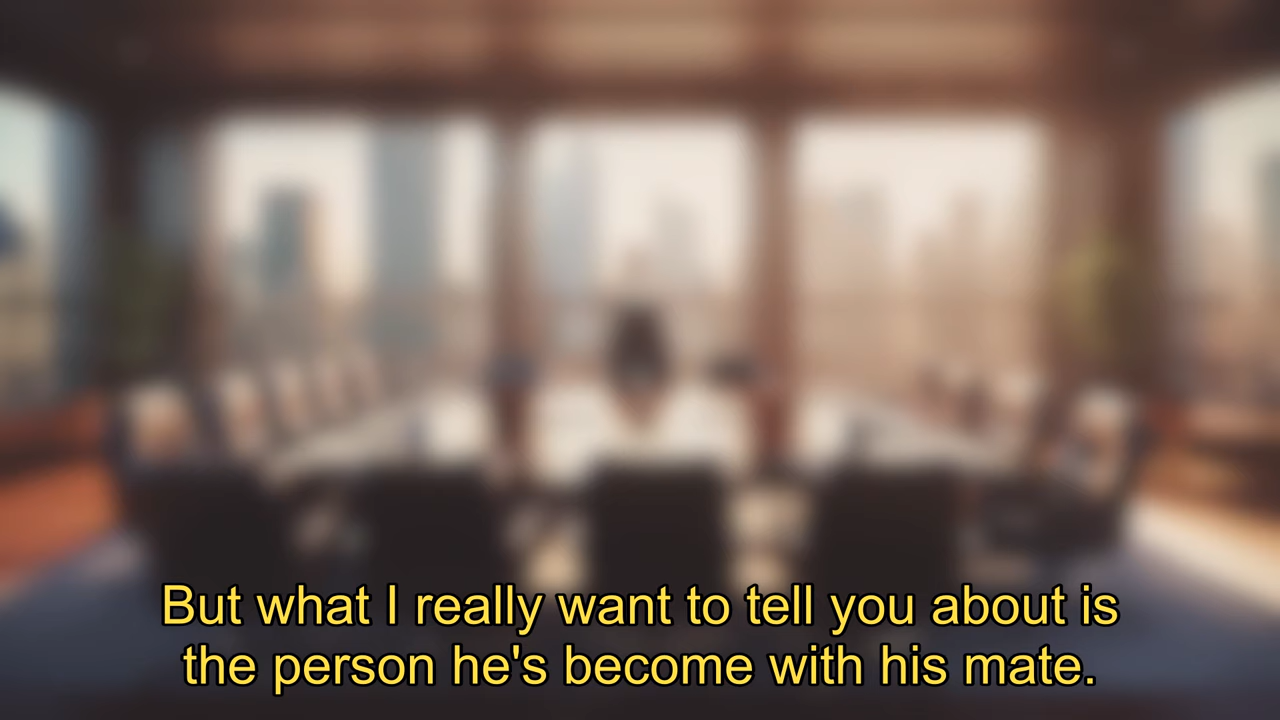 But what I really want to tell you about is
the person he's become with his mate.